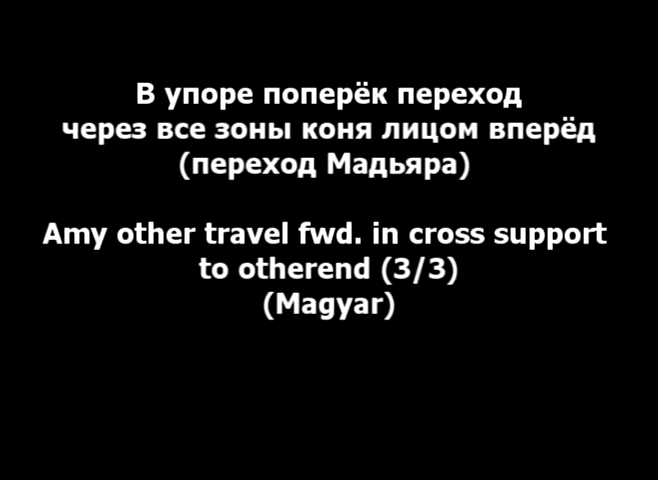 В упоре поперёк переход
через все зоны коня лицом вперёд
(переход Мадьяра)
Amy other travel fwd. in cross support
to otherend (3/3)
(Magyar)